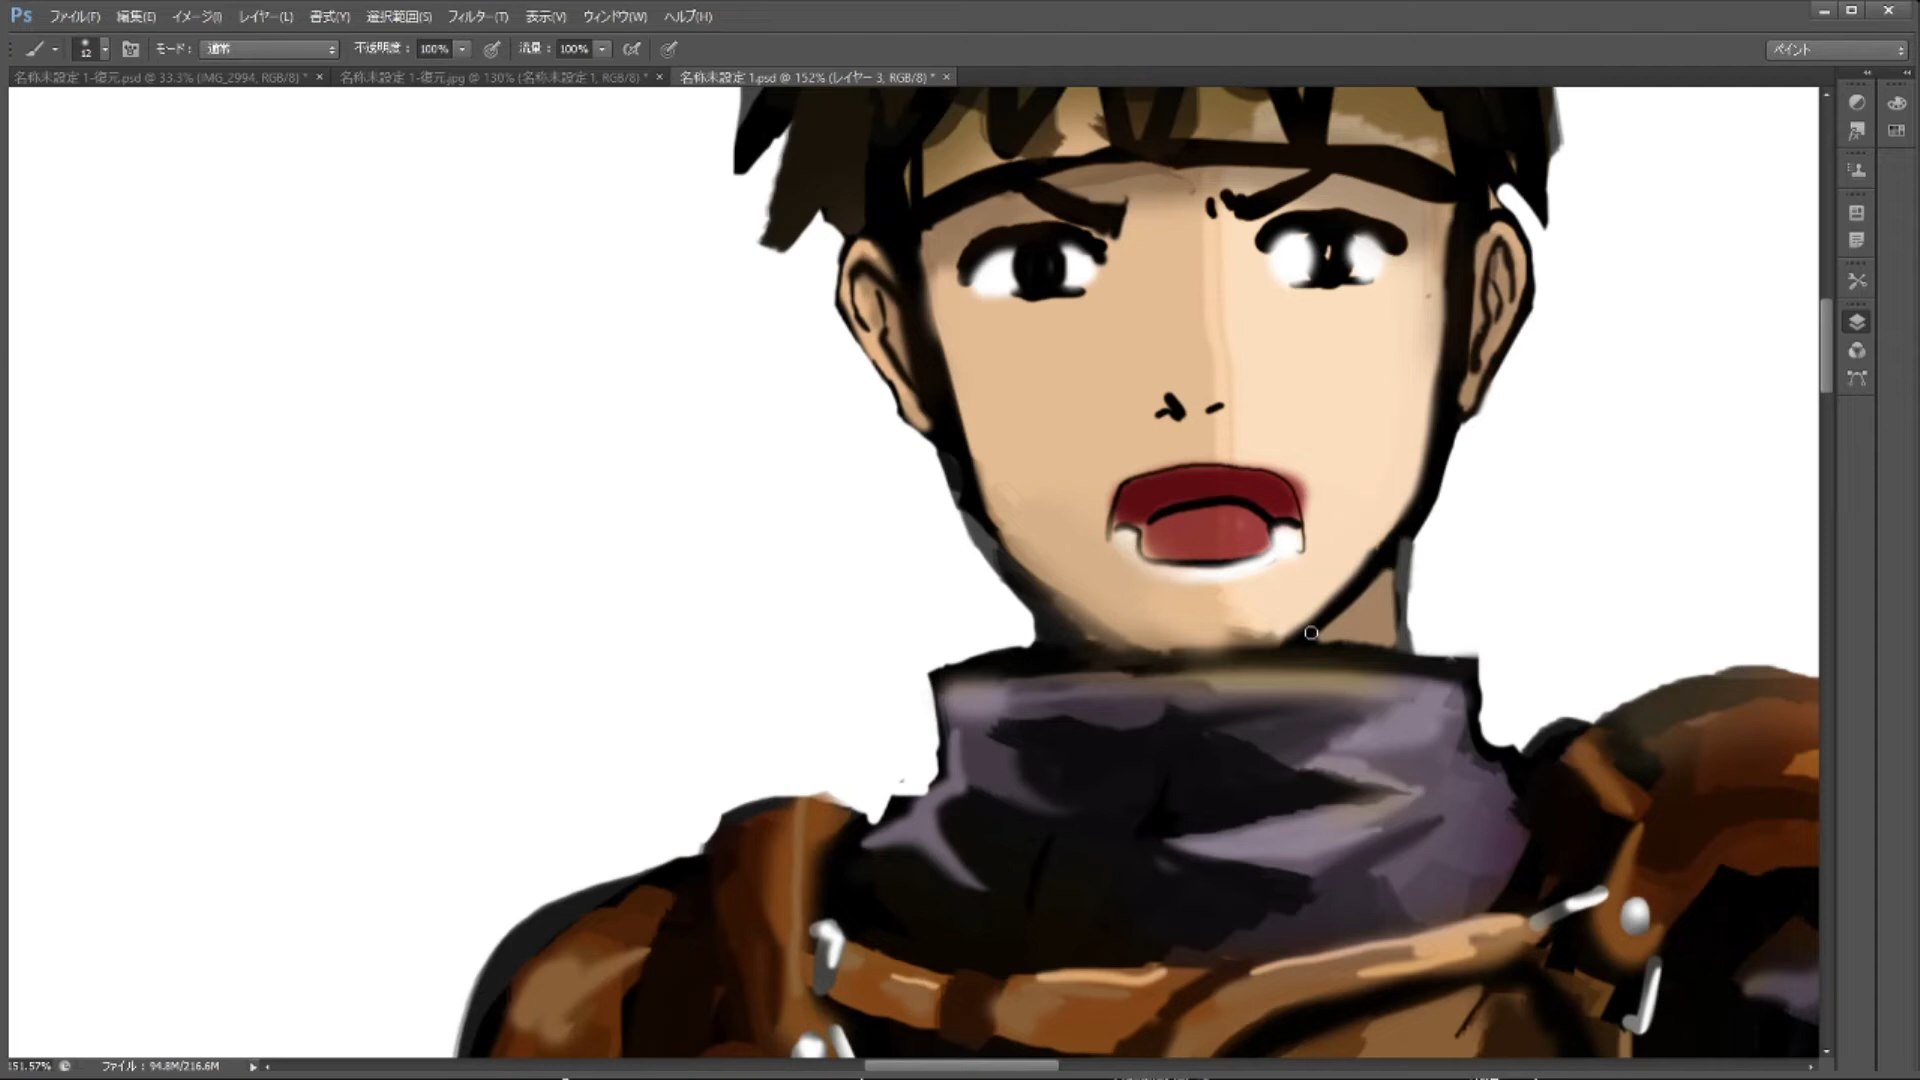 Ps ファイル(F) 編集(E) イメージ(I) レイヤー(L) 書式(Y) 選択範囲(S) フィルター(T) 表示(V) ウィンドウ(W) ヘルプ(H)
12 モード: 通常 不透明度: 100% 流量: 100% ペイント
名称未設定 1-復元.psd @ 33.3% (IMG_2994, RGB/8) * × 名称未設定 1-復元.jpg @ 130% (名称未設定 1, RGB/8) * × 名称未設定 1.psd @ 152% (レイヤー 3, RGB/8) * ×
151.57% ファイル: 94.8M/216.6M